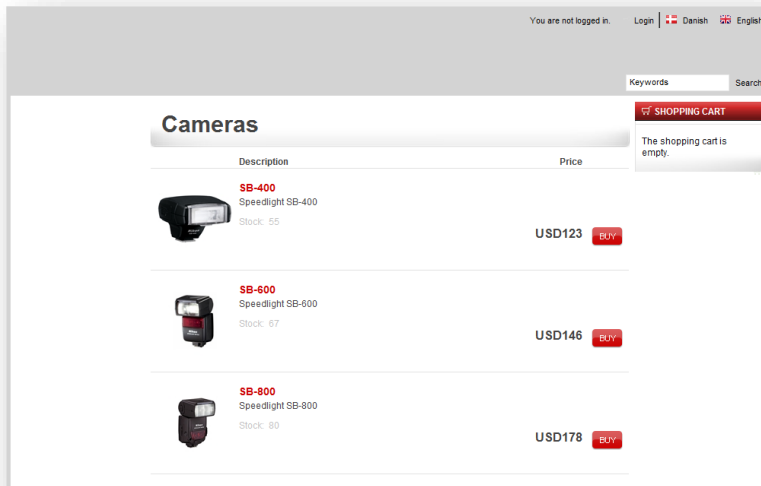 You are not logged in. Login Danish English
Keywords Search
SHOPPING CART
The shopping cart is
empty.
Cameras
Description Price
SB-400
Speedlight SB-400
Stock: 55
USD123 BUY
SB-600
Speedlight SB-600
Stock: 67
USD146 BUY
SB-800
Speedlight SB-800
Stock: 80
USD178 BUY